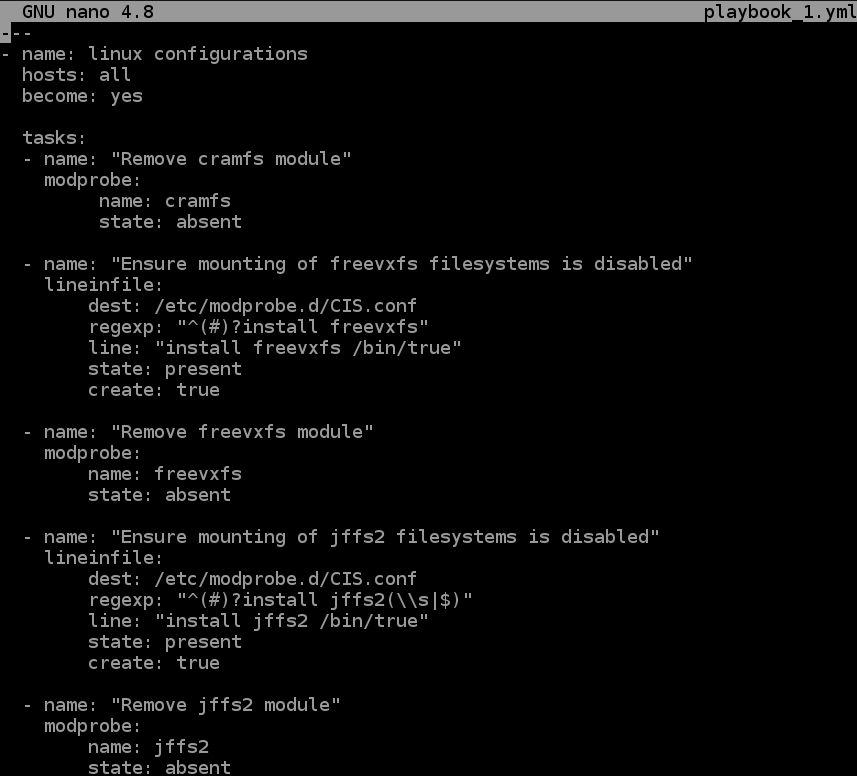 GNU nano 4.8 playbook_1.yml
---
- name: linux configurations
  hosts: all
  become: yes

  tasks:
  - name: "Remove cramfs module"
    modprobe:
         name: cramfs
         state: absent

  - name: "Ensure mounting of freevxfs filesystems is disabled"
    lineinfile:
        dest: /etc/modprobe.d/CIS.conf
        regexp: "^(#)?install freevxfs"
        line: "install freevxfs /bin/true"
        state: present
        create: true

  - name: "Remove freevxfs module"
    modprobe:
        name: freevxfs
        state: absent

  - name: "Ensure mounting of jffs2 filesystems is disabled"
    lineinfile:
        dest: /etc/modprobe.d/CIS.conf
        regexp: "^(#)?install jffs2(\\s|$)"
        line: "install jffs2 /bin/true"
        state: present
        create: true

  - name: "Remove jffs2 module"
    modprobe:
        name: jffs2
        state: absent